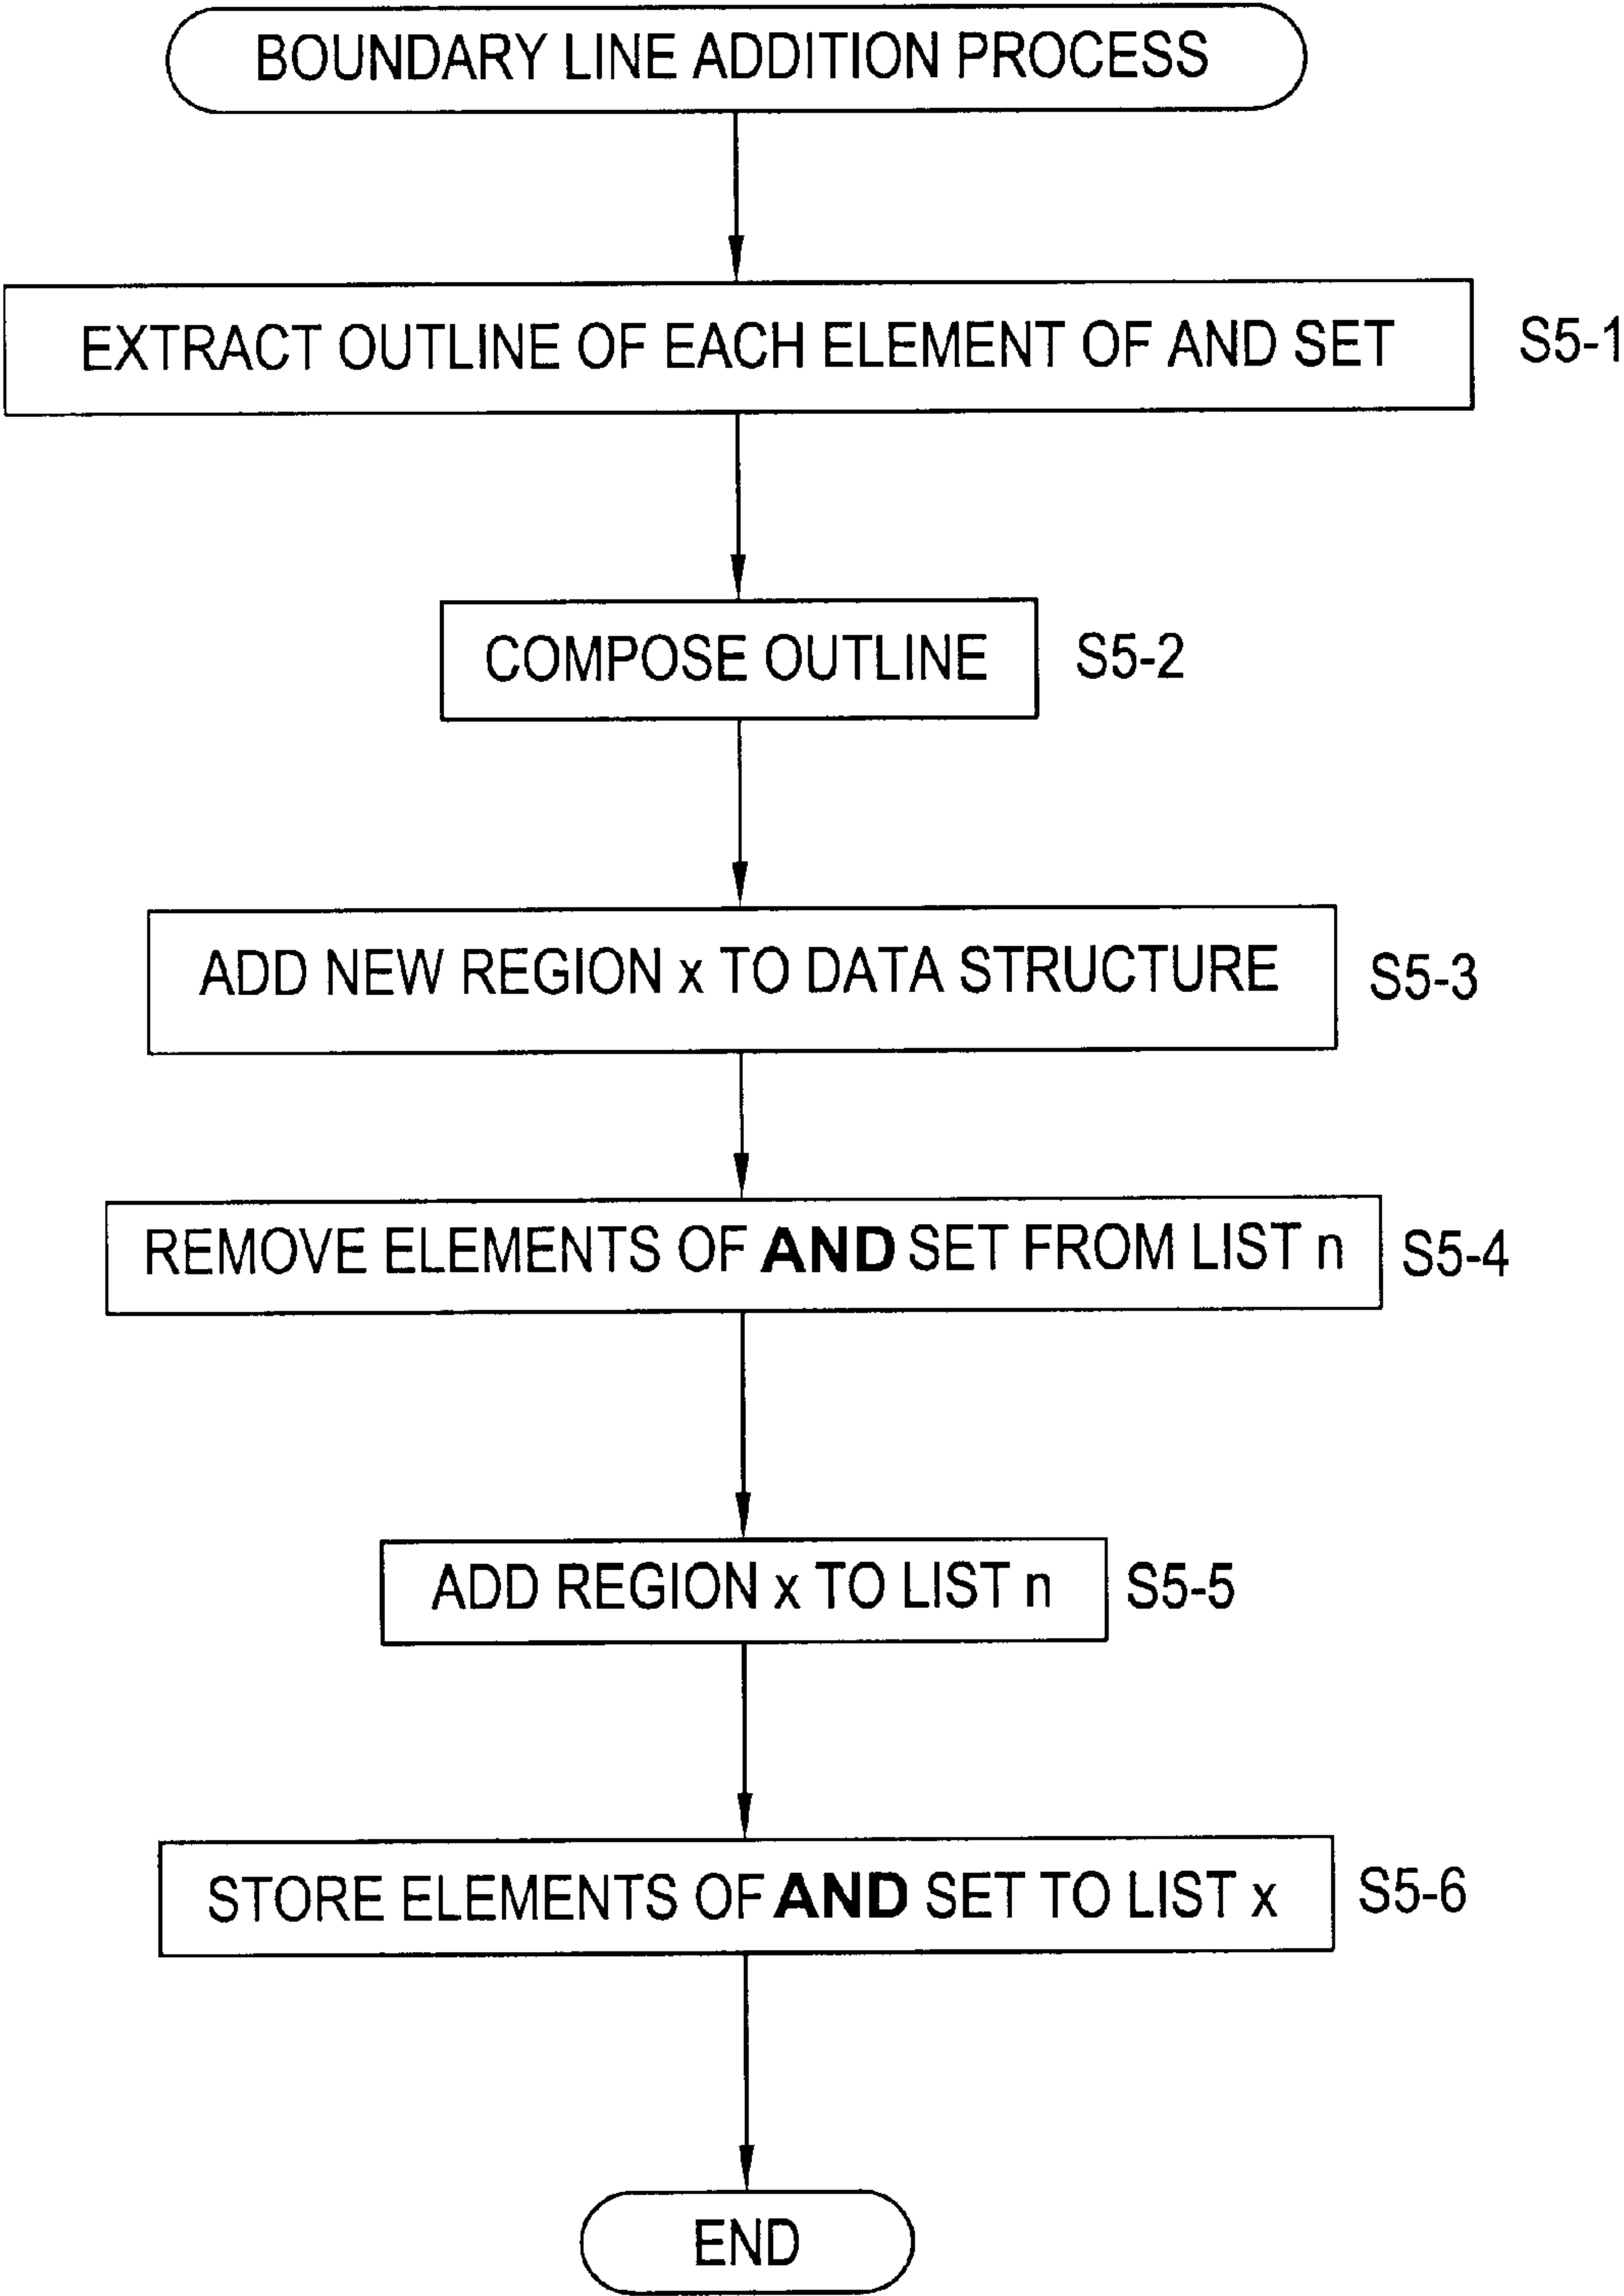 BOUNDARY LINE ADDITION PROCESS
EXTRACT OUTLINE OF EACH ELEMENT OF AND SET
S5-1
COMPOSE OUTLINE
S5-2
ADD NEW REGION x TO DATA STRUCTURE
S5-3
REMOVE ELEMENTS OF AND SET FROM LIST n
S5-4
ADD REGION x TO LIST n
S5-5
STORE ELEMENTS OF AND SET TO LIST x
S5-6
END